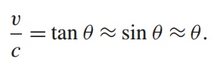 v/c = tan θ ≈ sin θ ≈ θ.